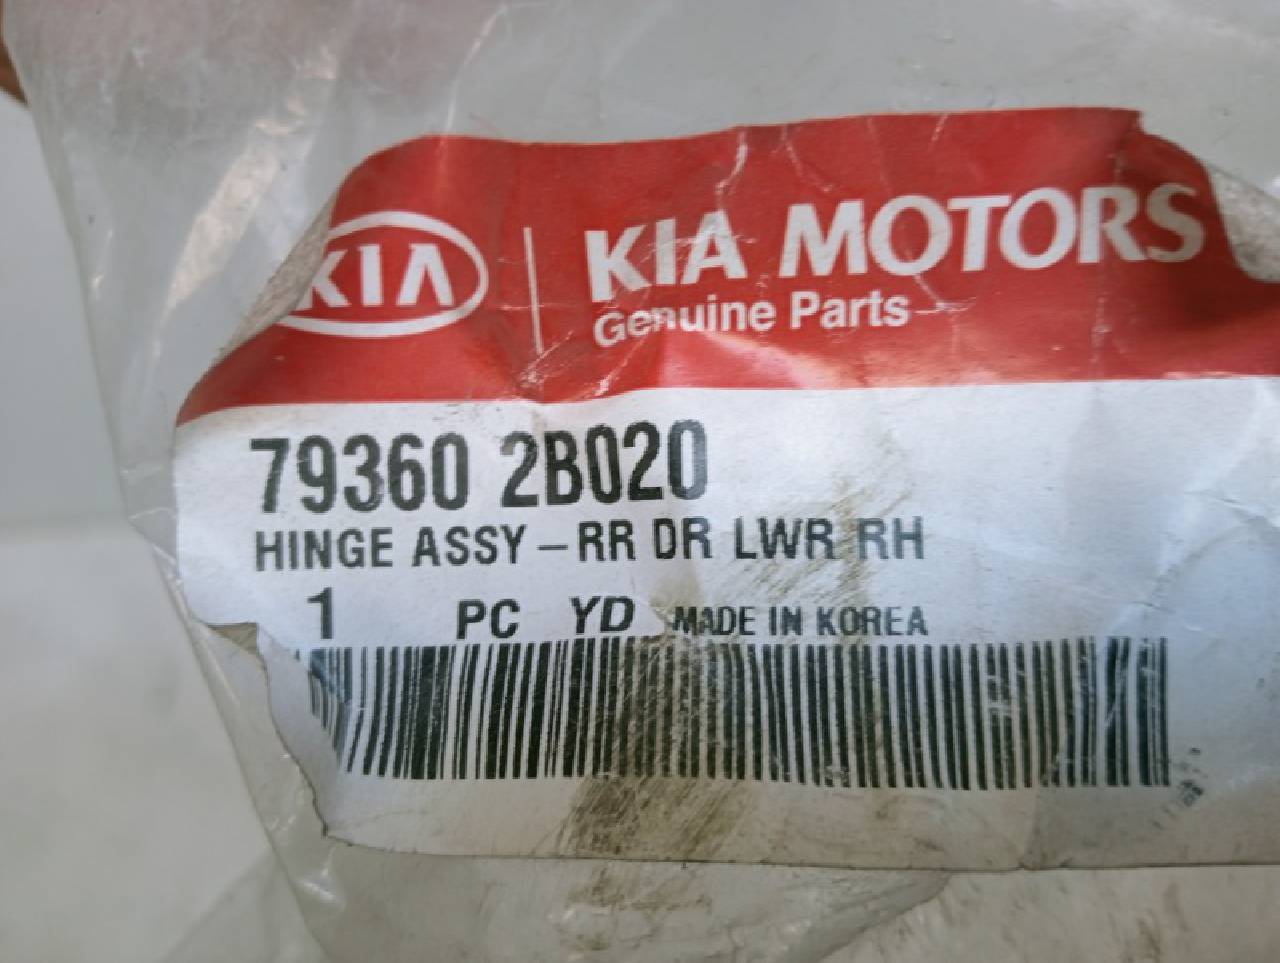 KIA
KIA MOTORS
Genuine Parts
79360 2B020
HINGE ASSY-RR DR LWR RH
1 PC YD MADE IN KOREA